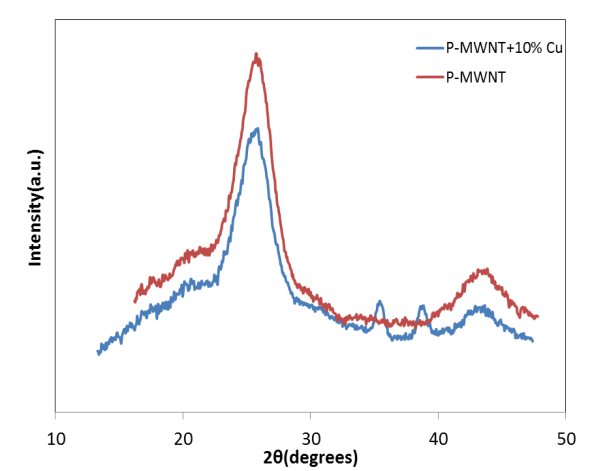 P-MWNT+10% Cu
P-MWNT
Intensity(a.u.)
10 20 30 40 50
2θ(degrees)